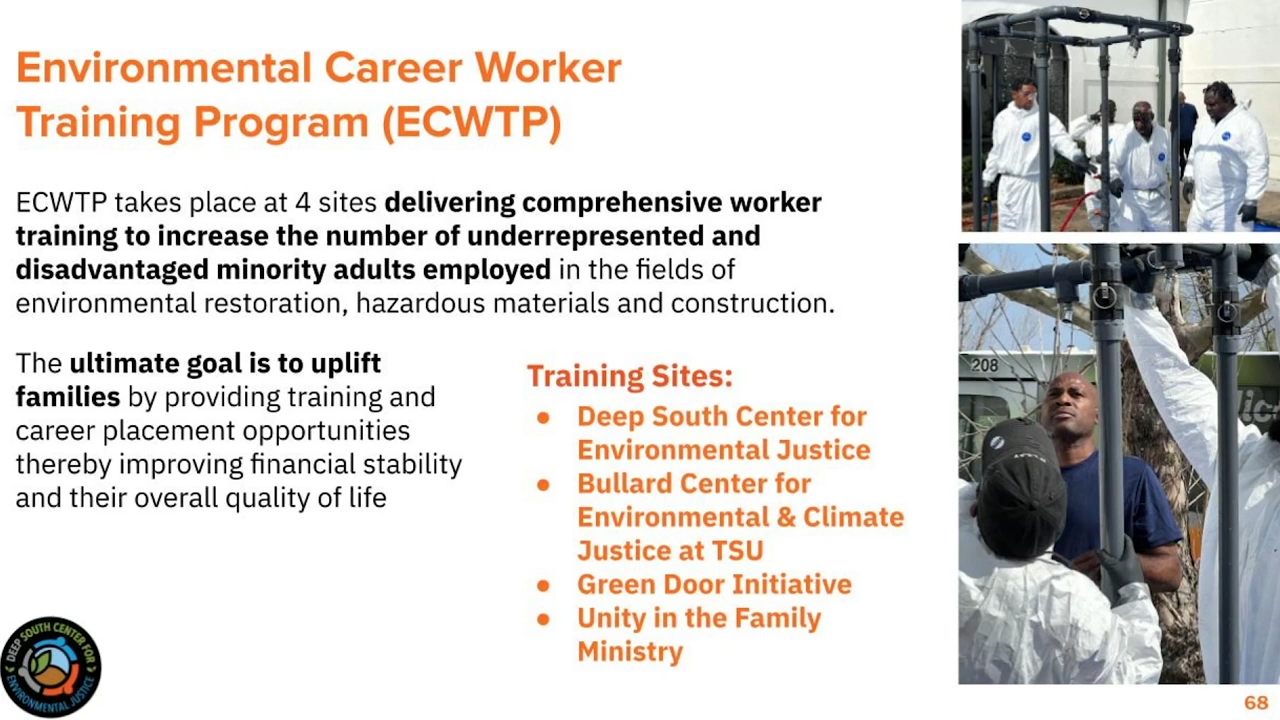 Environmental Career Worker
Training Program (ECWTP)
ECWTP takes place at 4 sites delivering comprehensive worker
training to increase the number of underrepresented and
disadvantaged minority adults employed in the fields of
environmental restoration, hazardous materials and construction.
The ultimate goal is to uplift
families by providing training and
career placement opportunities
thereby improving financial stability
and their overall quality of life
Training Sites:
● Deep South Center for
Environmental Justice
● Bullard Center for
Environmental & Climate
Justice at TSU
● Green Door Initiative
● Unity in the Family
Ministry
208
DEEP SOUTH CENTER FOR
ENVIRONMENTAL JUSTICE
68